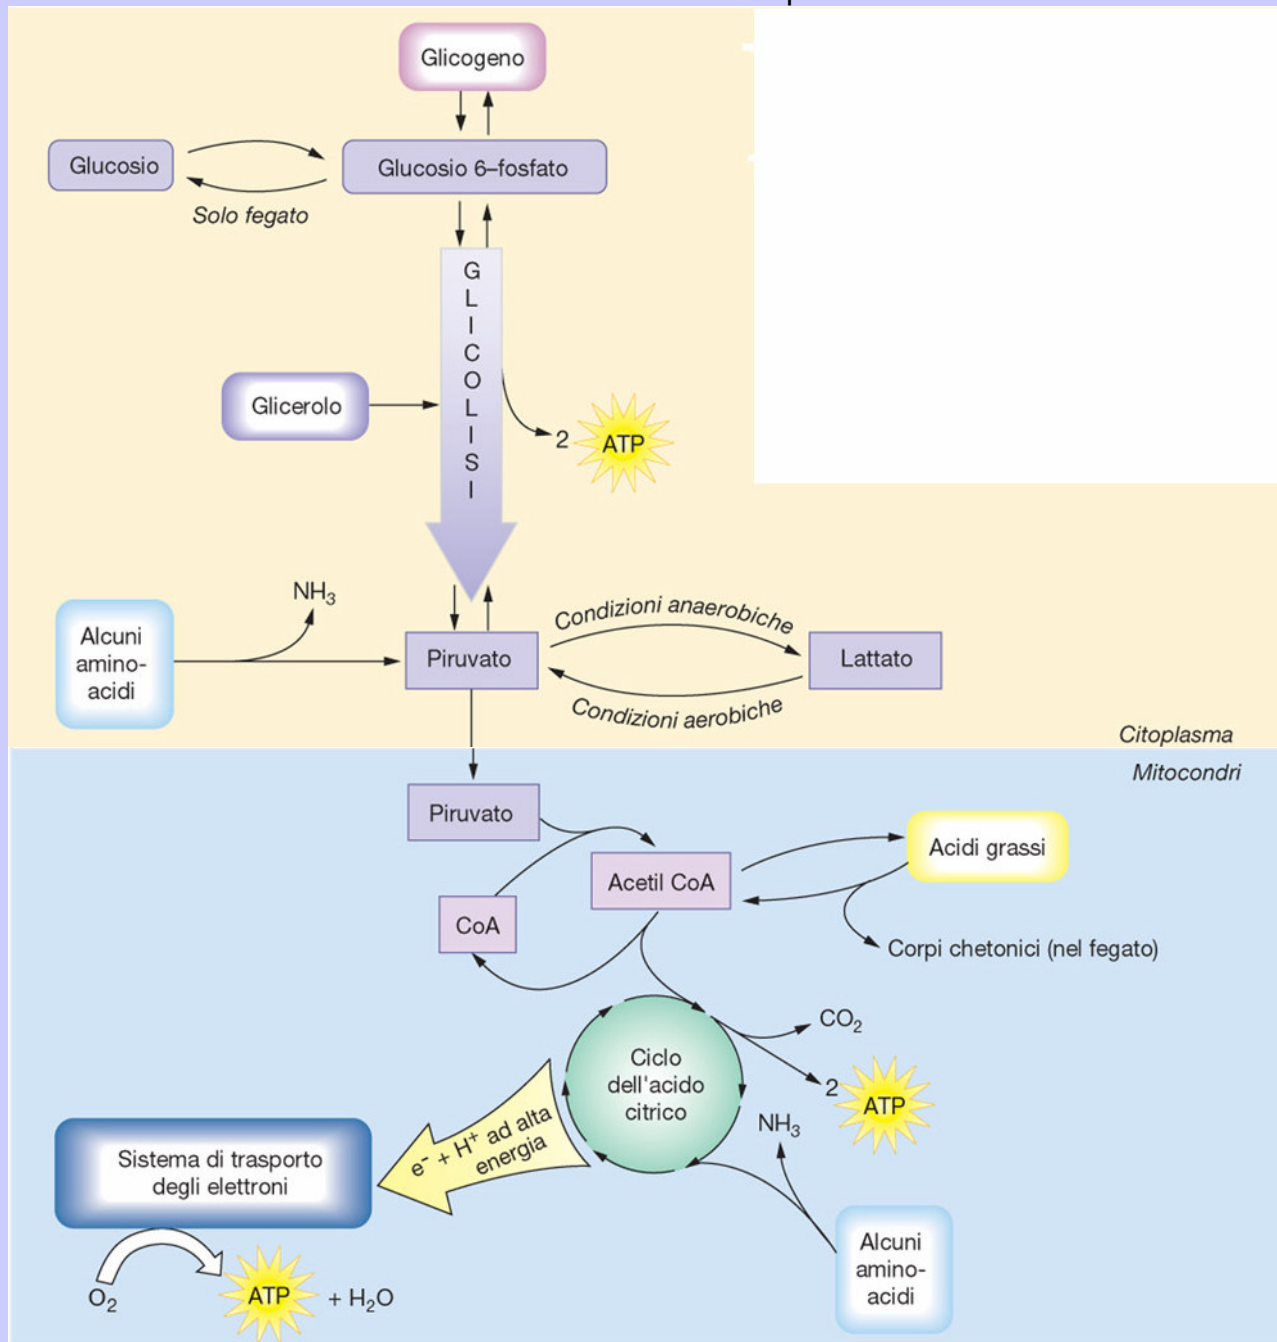 Glicogeno
Glucosio
Glucosio 6–fosfato
Solo fegato
G
L
I
C
O
L
I
S
I
Glicerolo
2 ATP
NH₃
Alcuni
amino-
acidi
Piruvato
Condizioni anaerobiche
Condizioni aerobiche
Lattato
Citoplasma
Mitocondri
Piruvato
Acetil CoA
Acidi grassi
CoA
Corpi chetonici (nel fegato)
CO₂
Ciclo
dell'acido
citrico
2 ATP
NH₃
e⁻ + H⁺ ad alta
energia
Sistema di trasporto
degli elettroni
Alcuni
amino-
acidi
O₂
ATP + H₂O